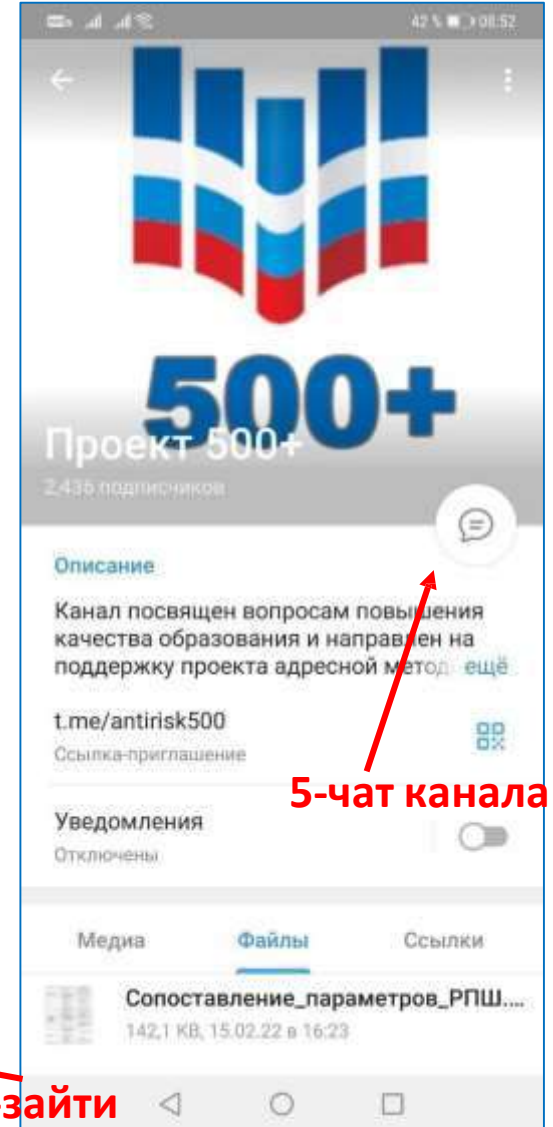 42 % 08:52
500+
Проект 500+
2,436 подписчиков
Описание
Канал посвящен вопросам повышения
качества образования и направлен на
поддержку проекта адресной метод ещё
t.me/antirisk500
Ссылка-приглашение
5-чат канала
Уведомления
Отключены
Медиа Файлы Ссылки
Сопоставление_параметров_РПШ....
142,1 KB, 15.02.22 в 16:23
зайти